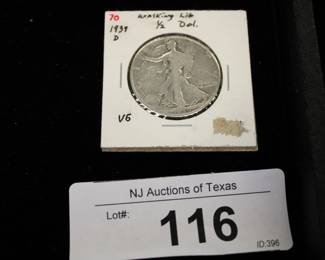 70
Walking Lib
1939
1/2 Dol.
D
VG
NJ Auctions of Texas
Lot#:
116
ID:396